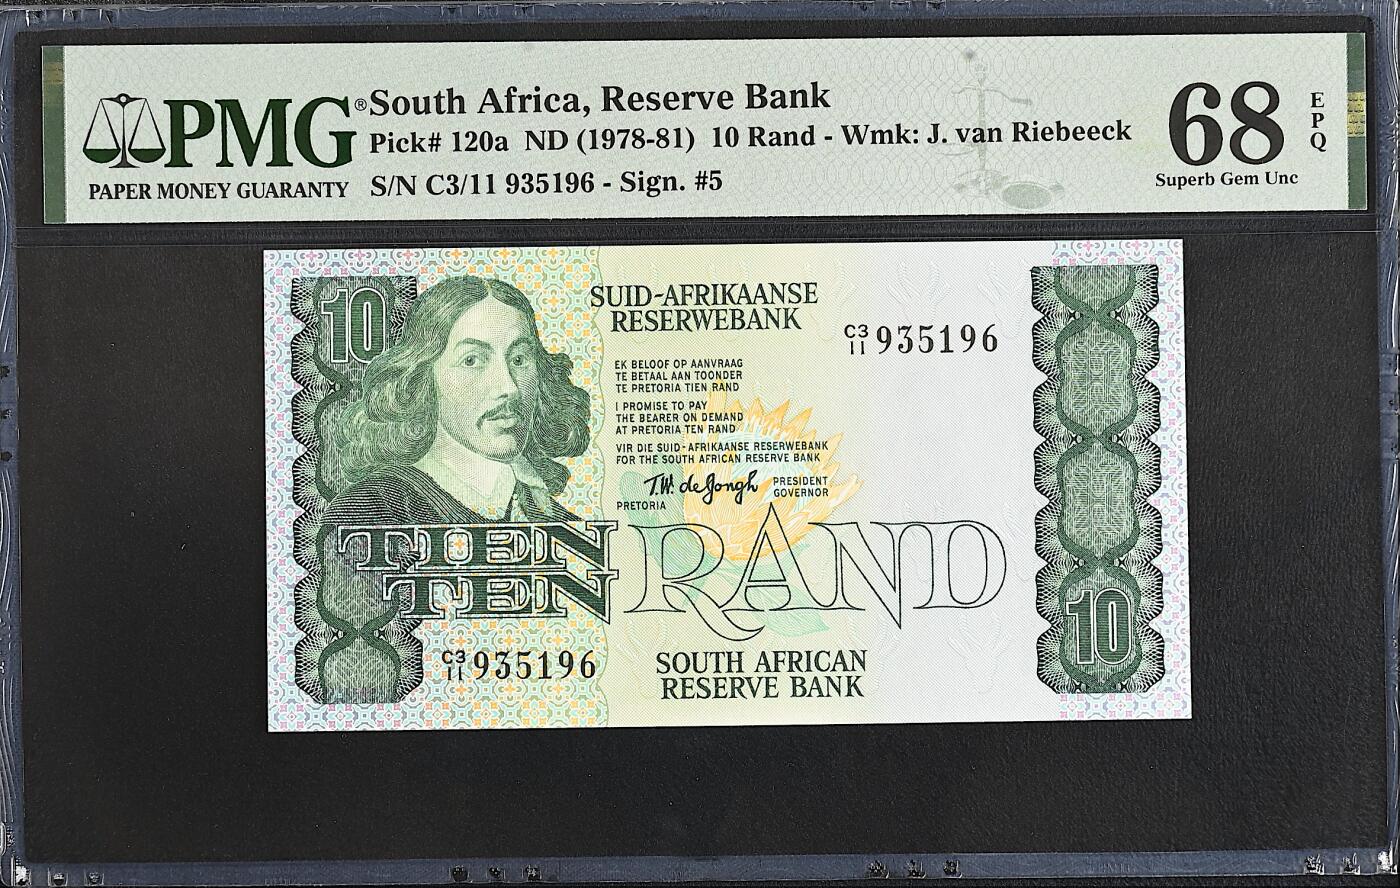 PMG®
PAPER MONEY GUARANTY
South Africa, Reserve Bank
Pick# 120a ND (1978-81) 10 Rand - Wmk: J. van Riebeeck
S/N C3/11 935196 - Sign. #5
68
EPQ
Superb Gem Unc
10
SUID-AFRIKAANSE
RESERWEBANK
C3/11 935196
EK BELOOF OP AANVRAAG
TE BETAAL AAN TOONDER
TE PRETORIA TIEN RAND
I PROMISE TO PAY
THE BEARER ON DEMAND
AT PRETORIA TEN RAND
VIR DIE SUID-AFRIKAANSE RESERWEBANK
FOR THE SOUTH AFRICAN RESERVE BANK
T.W. de Jongh
PRESIDENT
GOVERNOR
PRETORIA
TIEN
TEN
RAND
10
C3/11 935196
SOUTH AFRICAN
RESERVE BANK